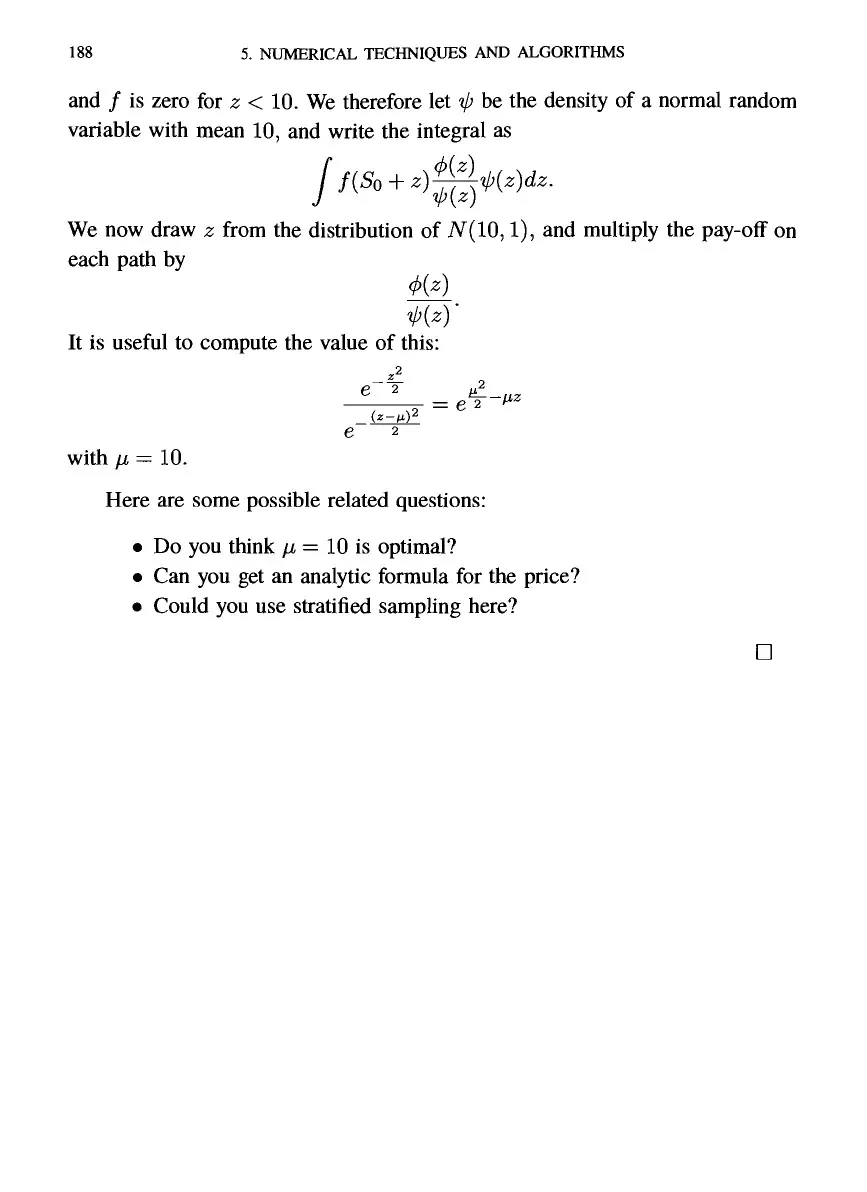 188 5. NUMERICAL TECHNIQUES AND ALGORITHMS
and f is zero for z < 10. We therefore let ψ be the density of a normal random
variable with mean 10, and write the integral as
∫ f(S₀ + z) ϕ(z)/ψ(z) ψ(z)dz.
We now draw z from the distribution of N(10, 1), and multiply the pay-off on
each path by
ϕ(z)/ψ(z).
It is useful to compute the value of this:
e^{-z²/2} / e^{-(z-μ)²/2} = e^{μ²/2-μz}
with μ = 10.
Here are some possible related questions:
• Do you think μ = 10 is optimal?
• Can you get an analytic formula for the price?
• Could you use stratified sampling here?
□